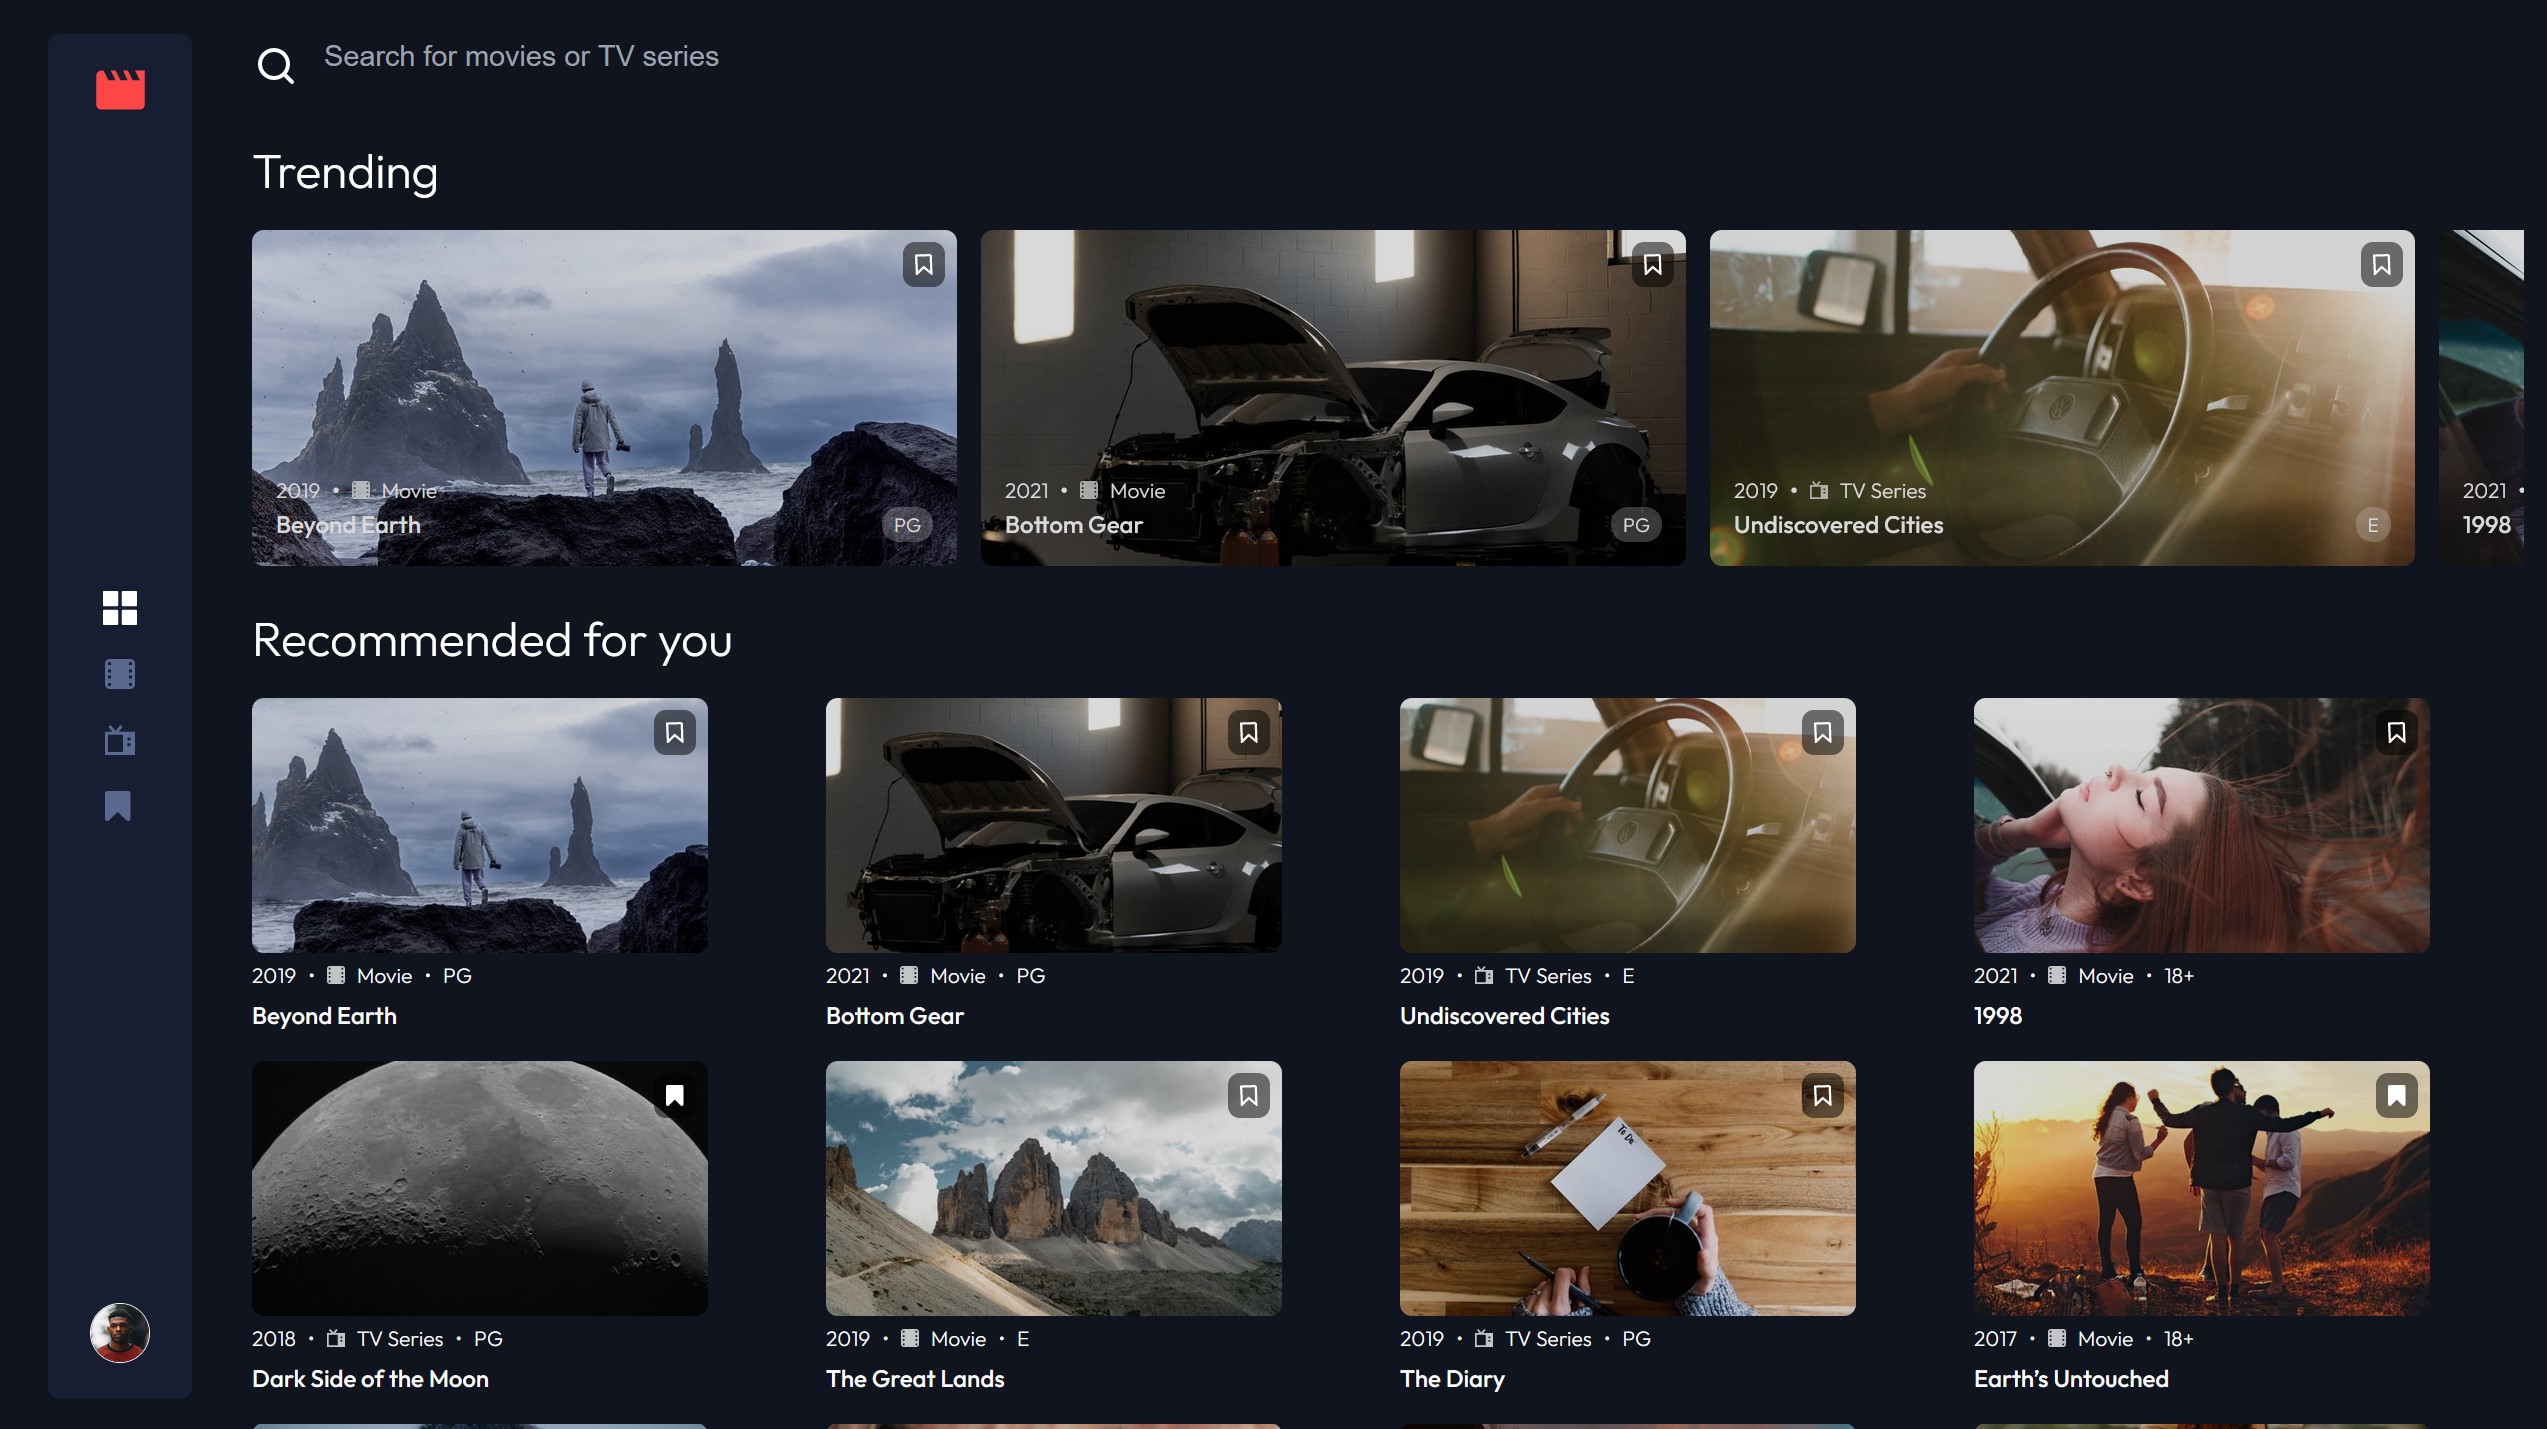 Search for movies or TV series
Trending
2019 • Movie
Beyond Earth
PG
2021 • Movie
Bottom Gear
PG
2019 • TV Series
Undiscovered Cities
E
2021 •
1998
Recommended for you
2019 • Movie • PG
Beyond Earth
2021 • Movie • PG
Bottom Gear
2019 • TV Series • E
Undiscovered Cities
2021 • Movie • 18+
1998
To Do
2018 • TV Series • PG
Dark Side of the Moon
2019 • Movie • E
The Great Lands
2019 • TV Series • PG
The Diary
2017 • Movie • 18+
Earth’s Untouched